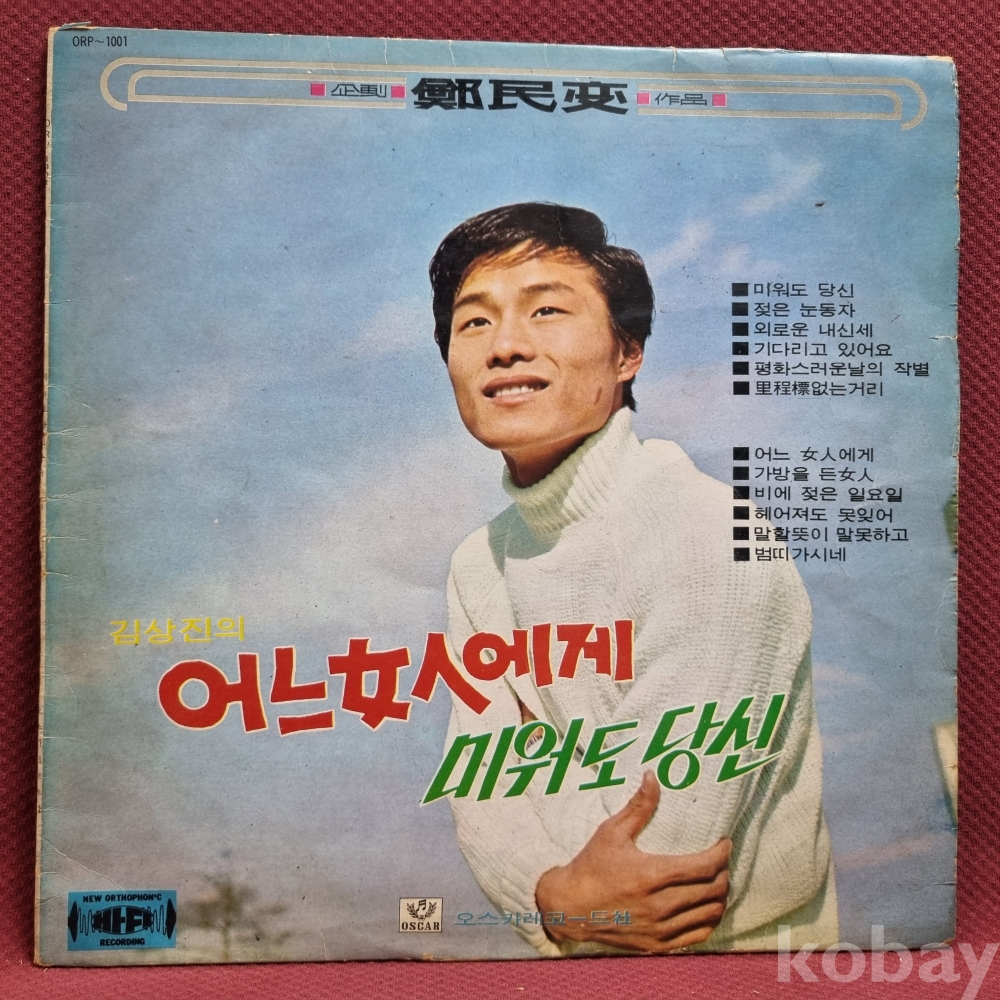 ORP~1001
■ 企劃 ■ 鄭民変 ■ 作品 ■
■ 미워도 당신
■ 젖은 눈동자
■ 외로운 내신세
■ 기다리고 있어요
■ 평화스러운날의 작별
■ 里程標없는거리
■ 어느 女人에게
■ 가방을 든女人
■ 비에 젖은 일요일
■ 헤어져도 못잊어
■ 말할뜻이 말못하고
■ 범띠가시네
김상진의
어느女人에게
미워도당신
NEW ORTHOPHONIC
HI-FI
RECORDING
OSCAR
오스카레코ー드社
kobay